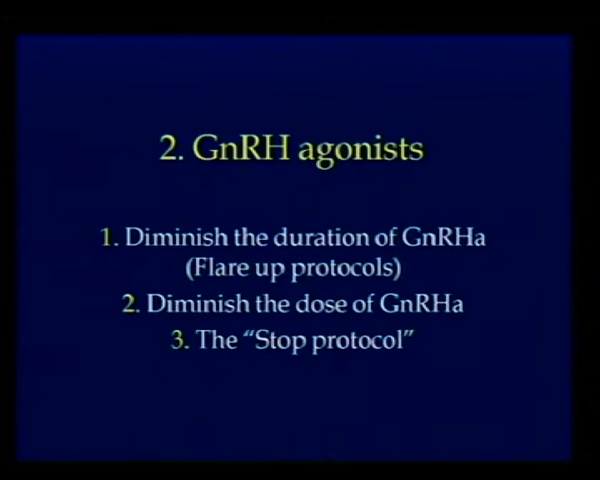 2. GnRH agonists
1. Diminish the duration of GnRHa
(Flare up protocols)
2. Diminish the dose of GnRHa
3. The “Stop protocol”